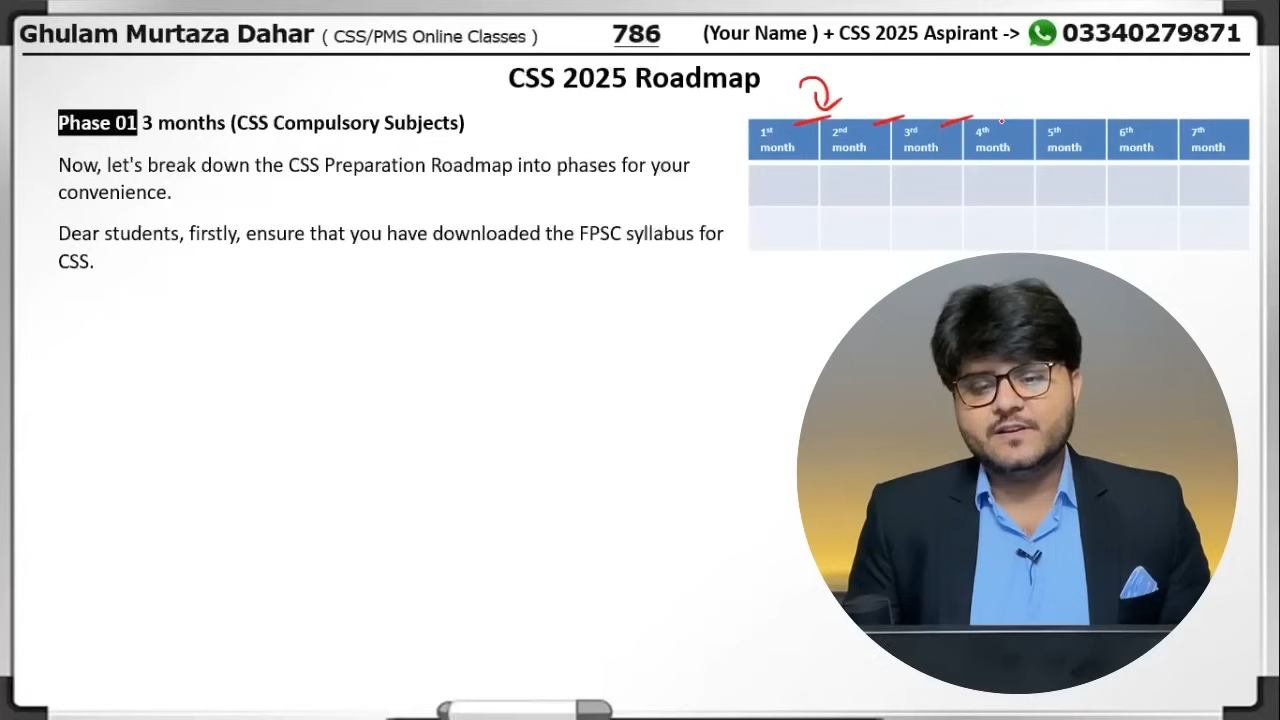 Ghulam Murtaza Dahar ( CSS/PMS Online Classes ) 786 (Your Name ) + CSS 2025 Aspirant -> 03340279871
CSS 2025 Roadmap
Phase 01 3 months (CSS Compulsory Subjects)
Now, let's break down the CSS Preparation Roadmap into phases for your
convenience.
Dear students, firstly, ensure that you have downloaded the FPSC syllabus for
CSS.
1st month 2nd month 3rd month 4th month 5th month 6th month 7th month